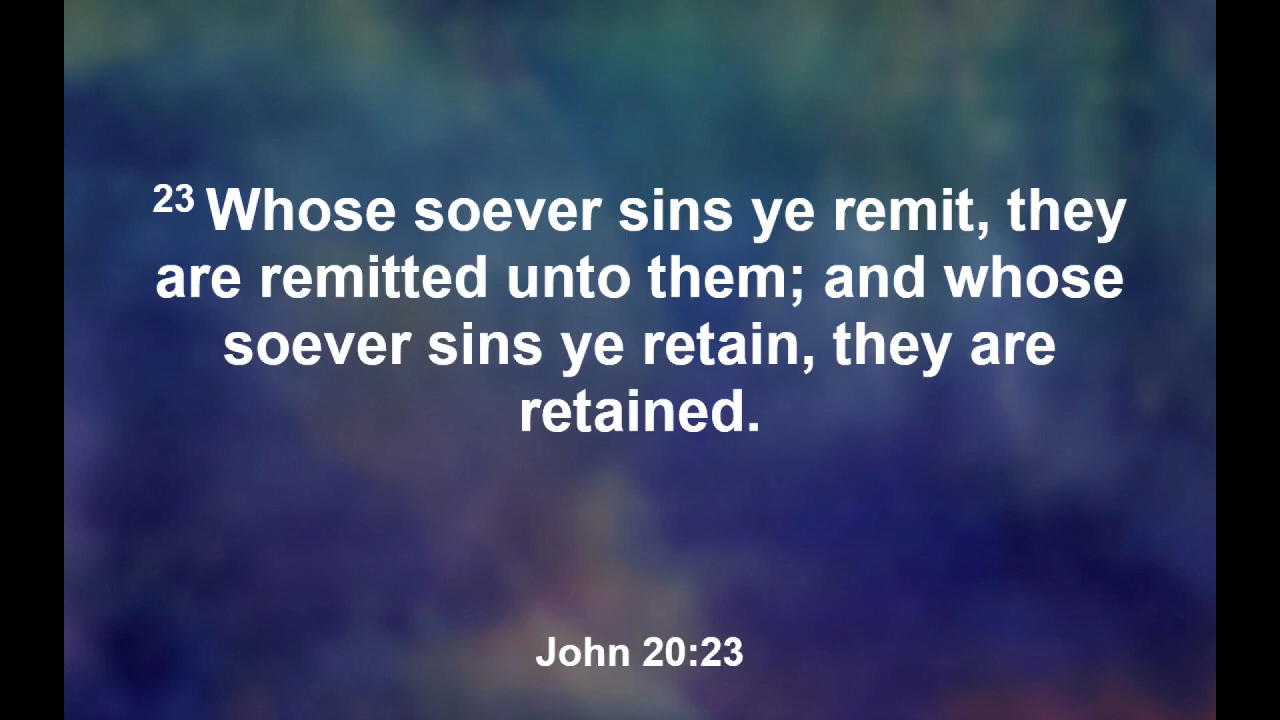 23 Whose soever sins ye remit, they
are remitted unto them; and whose
soever sins ye retain, they are
retained.
John 20:23